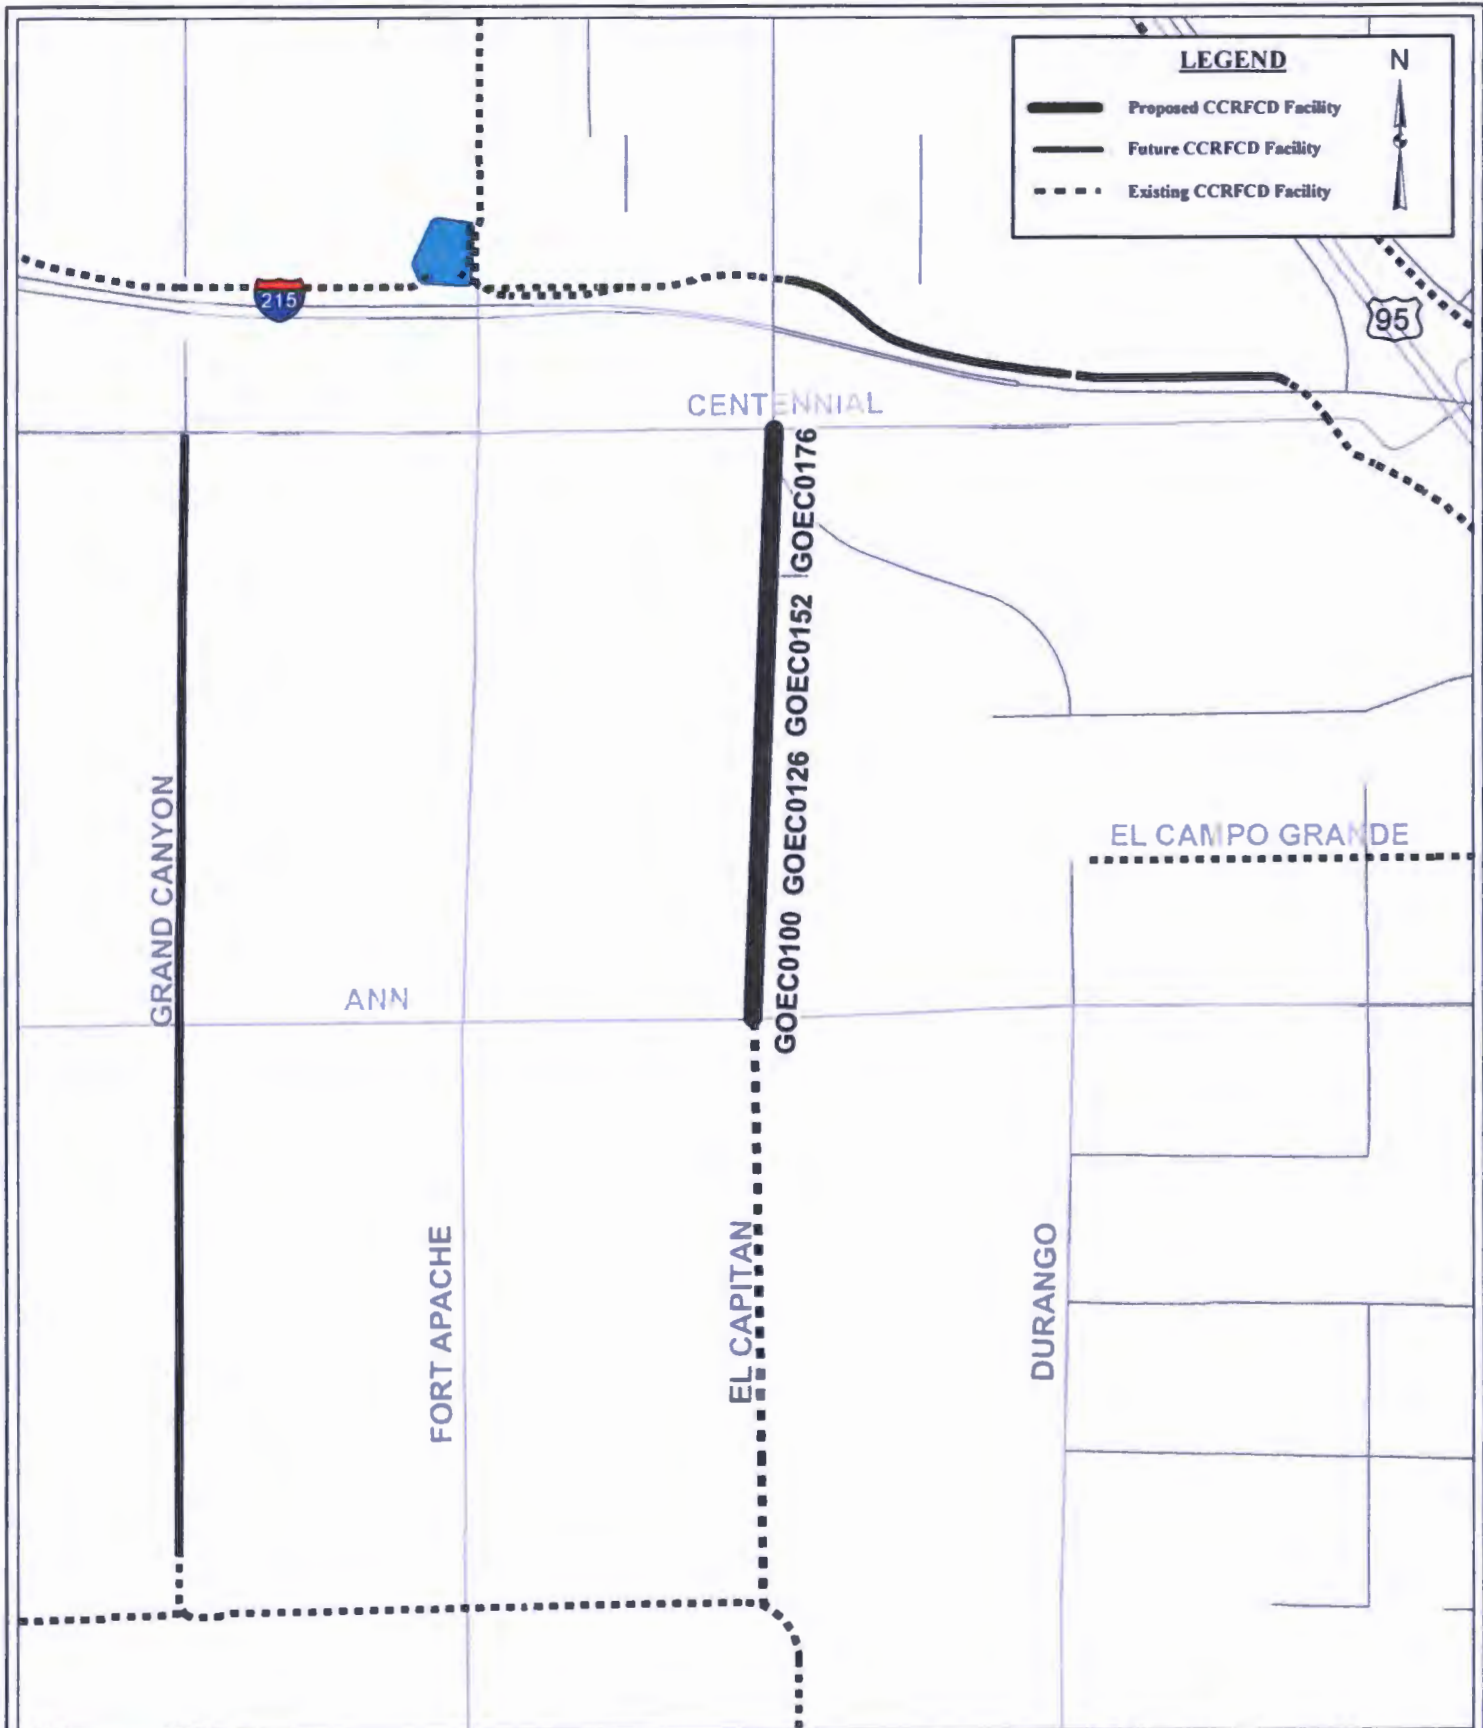 LEGEND
N
Proposed CCRFCD Facility
Future CCRFCD Facility
Existing CCRFCD Facility
215
95
CENTENNIAL
GOEC0100 GOEC0126 GOEC0152 GOEC0176
GRAND CANYON
EL CAMPO GRANDE
ANN
FORT APACHE
EL CAPITAN
DURANGO